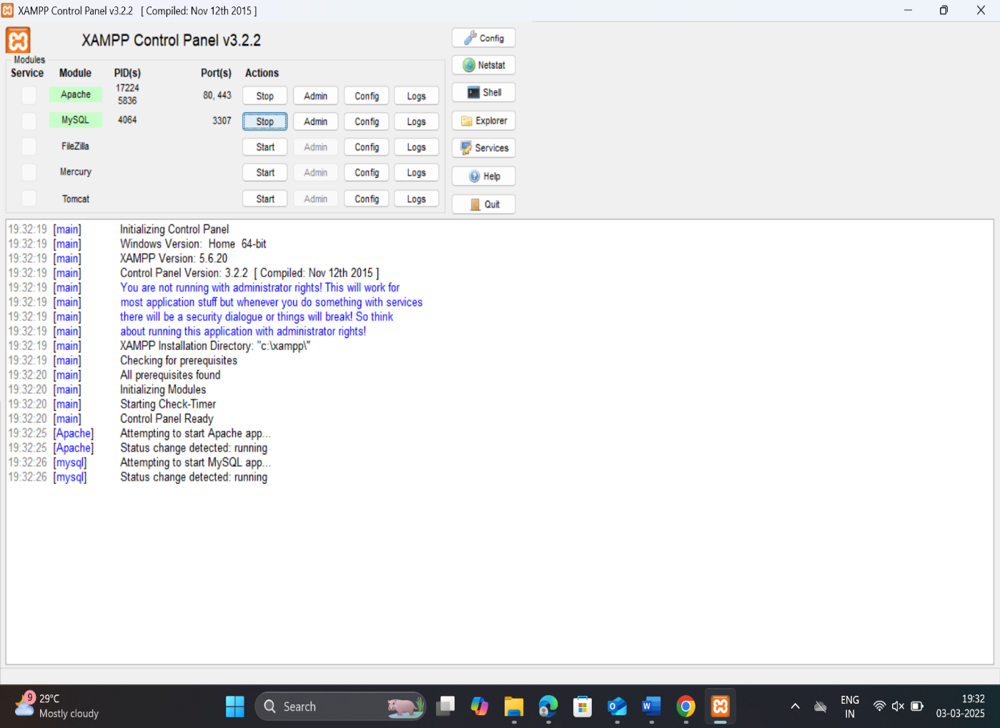 XAMPP Control Panel v3.2.2 [ Compiled: Nov 12th 2015 ]
XAMPP Control Panel v3.2.2
Config
Modules
Service Module PID(s) Port(s) Actions
Netstat
Apache 17224 5836 80, 443 Stop Admin Config Logs
Shell
MySQL 4064 3307 Stop Admin Config Logs
Explorer
FileZilla Start Admin Config Logs
Services
Mercury Start Admin Config Logs
Help
Tomcat Start Admin Config Logs
Quit
19:32:19 [main] Initializing Control Panel
19:32:19 [main] Windows Version: Home 64-bit
19:32:19 [main] XAMPP Version: 5.6.20
19:32:19 [main] Control Panel Version: 3.2.2 [ Compiled: Nov 12th 2015 ]
19:32:19 [main] You are not running with administrator rights! This will work for
19:32:19 [main] most application stuff but whenever you do something with services
19:32:19 [main] there will be a security dialogue or things will break! So think
19:32:19 [main] about running this application with administrator rights!
19:32:19 [main] XAMPP Installation Directory: "c:\xampp\"
19:32:19 [main] Checking for prerequisites
19:32:20 [main] All prerequisites found
19:32:20 [main] Initializing Modules
19:32:20 [main] Starting Check-Timer
19:32:20 [main] Control Panel Ready
19:32:25 [Apache] Attempting to start Apache app...
19:32:25 [Apache] Status change detected: running
19:32:26 [mysql] Attempting to start MySQL app...
19:32:26 [mysql] Status change detected: running
9 29°C
Mostly cloudy
Search
ENG
IN
19:32
03-03-2025